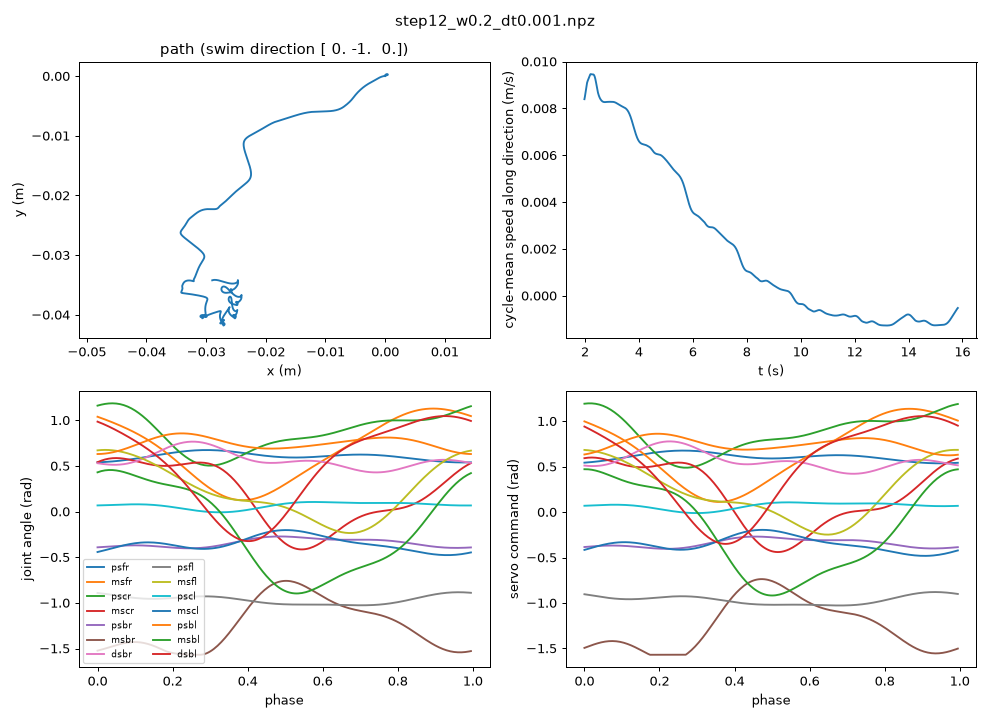 step12_w0.2_dt0.001.npz
path (swim direction [ 0. -1.  0.])
0.00
−0.01
−0.02
−0.03
−0.04
y (m)
−0.05 −0.04 −0.03 −0.02 −0.01 0.00 0.01
x (m)
0.010
0.008
0.006
0.004
0.002
0.000
cycle-mean speed along direction (m/s)
2 4 6 8 10 12 14 16
t (s)
1.0
0.5
0.0
−0.5
−1.0
−1.5
joint angle (rad)
psfr psfl
msfr msfl
pscr pscl
mscr mscl
psbr psbl
msbr msbl
dsbr dsbl
0.0 0.2 0.4 0.6 0.8 1.0
phase
1.0
0.5
0.0
−0.5
−1.0
−1.5
servo command (rad)
0.0 0.2 0.4 0.6 0.8 1.0
phase